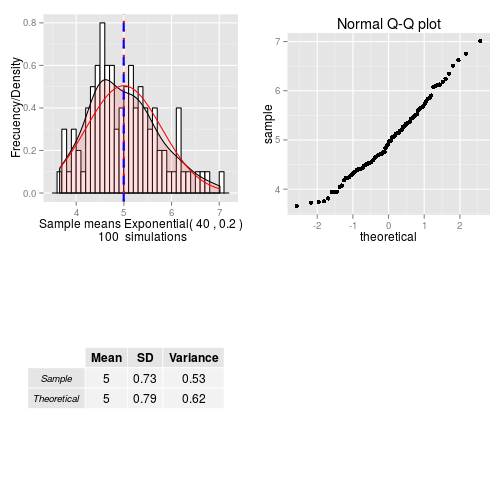 Frecuency/Density
0.8
0.6
0.4
0.2
0.0
4 5 6 7
Sample means Exponential( 40 , 0.2 )
100 simulations
Normal Q-Q plot
sample
7
6
5
4
-2 -1 0 1 2
theoretical
Mean SD Variance
Sample 5 0.73 0.53
Theoretical 5 0.79 0.62